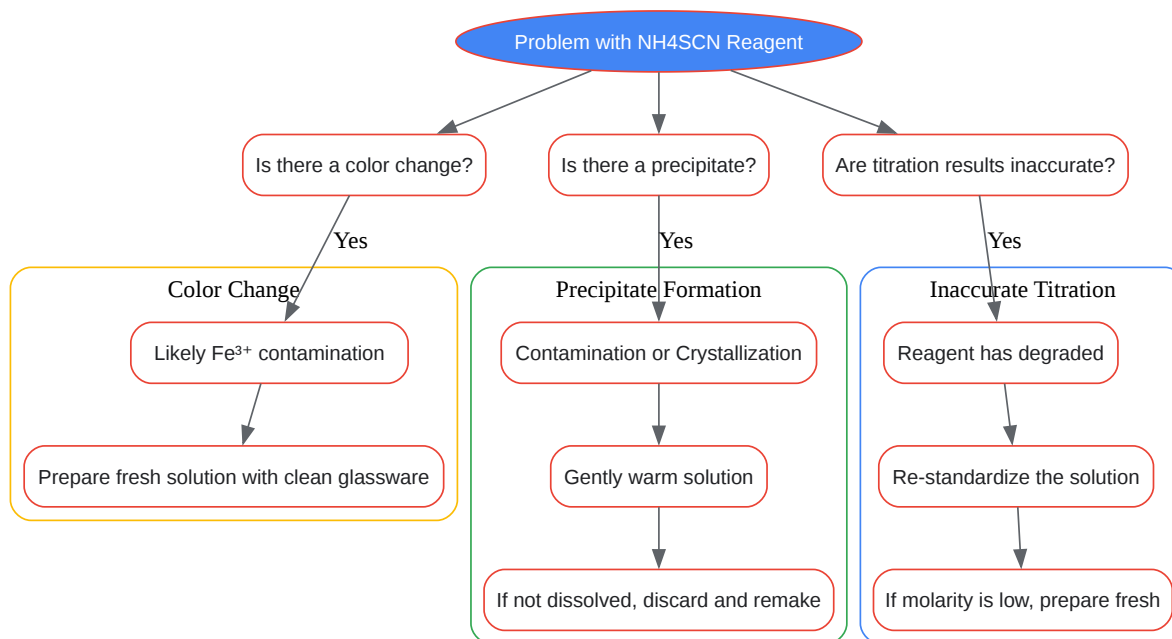 Problem with NH4SCN Reagent
Is there a color change?
Is there a precipitate?
Are titration results inaccurate?
Yes
Yes
Yes
Color Change
Precipitate Formation
Inaccurate Titration
Likely Fe³⁺ contamination
Contamination or Crystallization
Reagent has degraded
Prepare fresh solution with clean glassware
Gently warm solution
Re-standardize the solution
If not dissolved, discard and remake
If molarity is low, prepare fresh